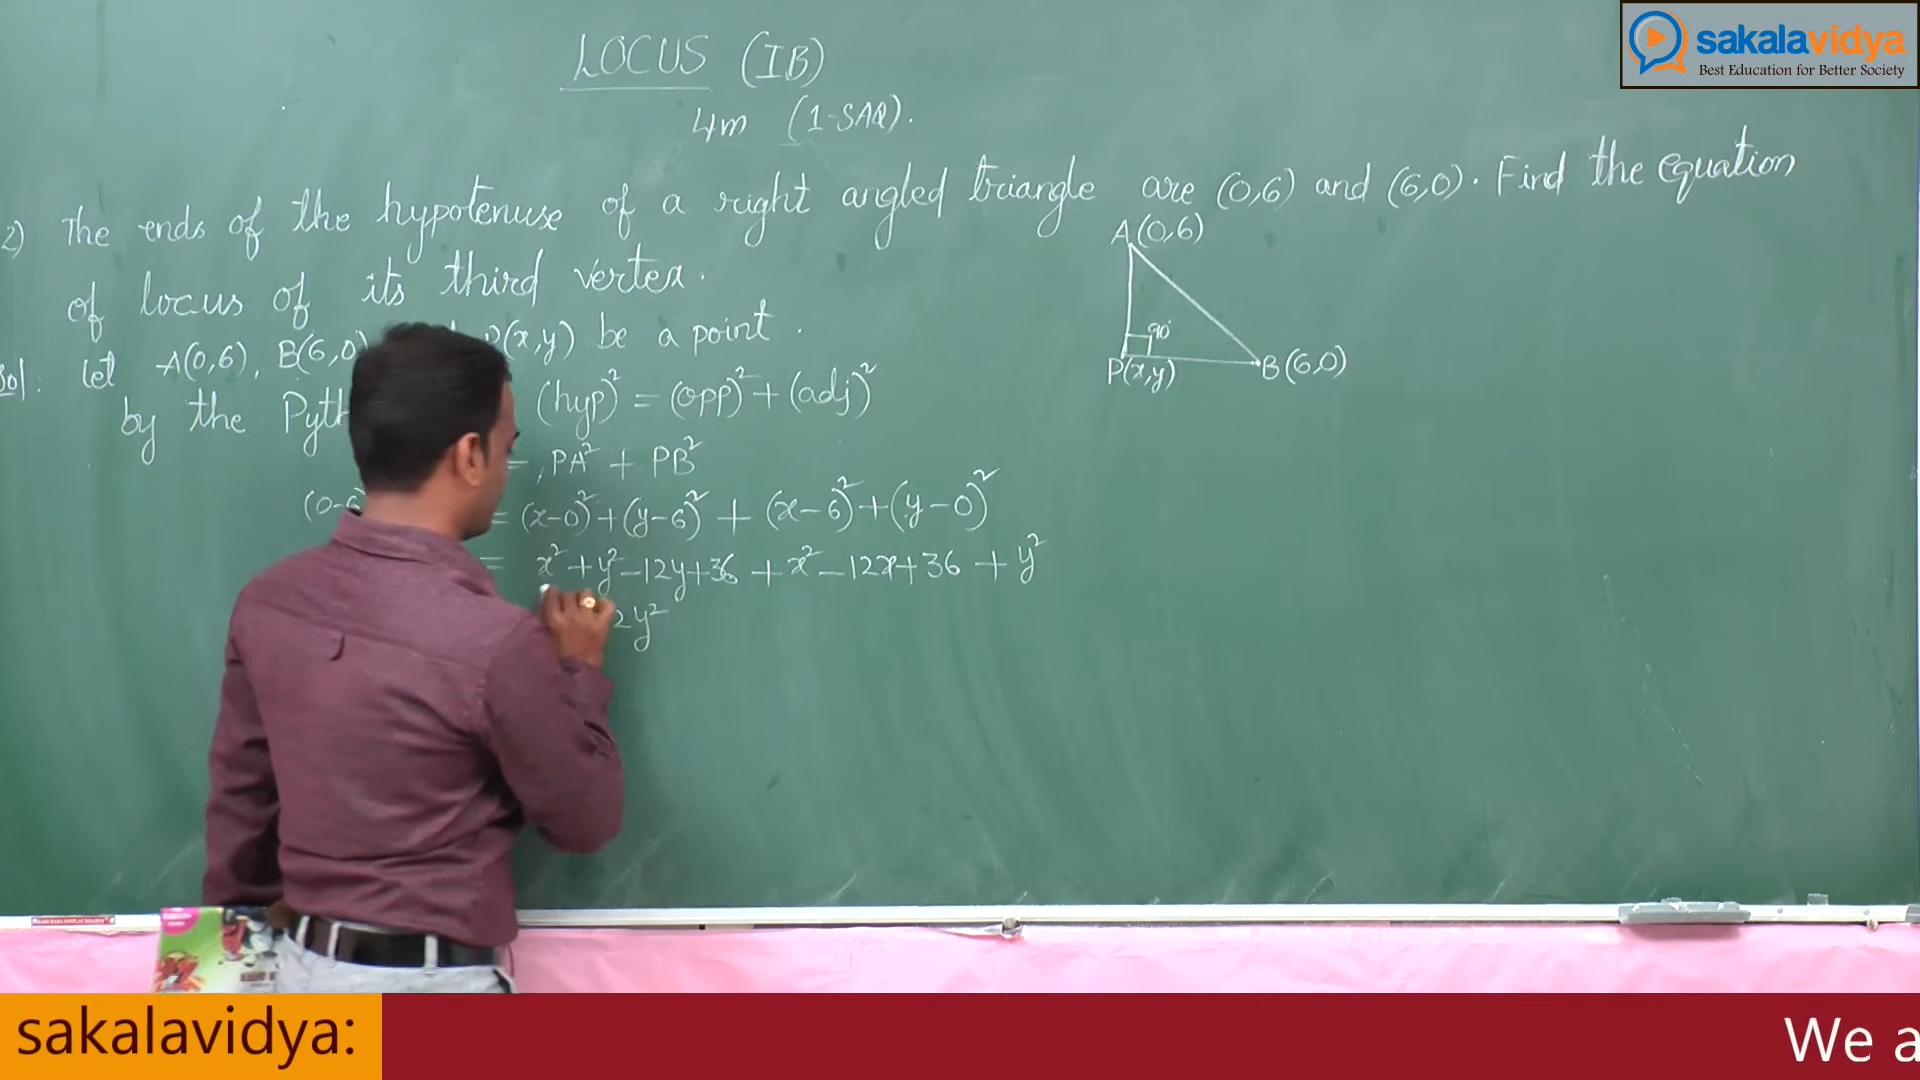 LOCUS (IB)
4m (1-SAQ).
2) The ends of the hypotenuse of a right angled triangle are (0,6) and (6,0). Find the equation
of locus of its third vertex.
Sol: Let A(0,6), B(6,0) P(x,y) be a point.
by the Pyth (hyp)² = (opp)² + (adj)²
= PA² + PB²
(0-6) = (x-0)² + (y-6)² + (x-6)² + (y-0)²
= x² + y² - 12y + 36 + x² - 12x + 36 + y²
2y²
A(0,6)
90°
P(x,y)
B(6,0)
sakalavidya
Best Education for Better Society
sakalavidya:
We a